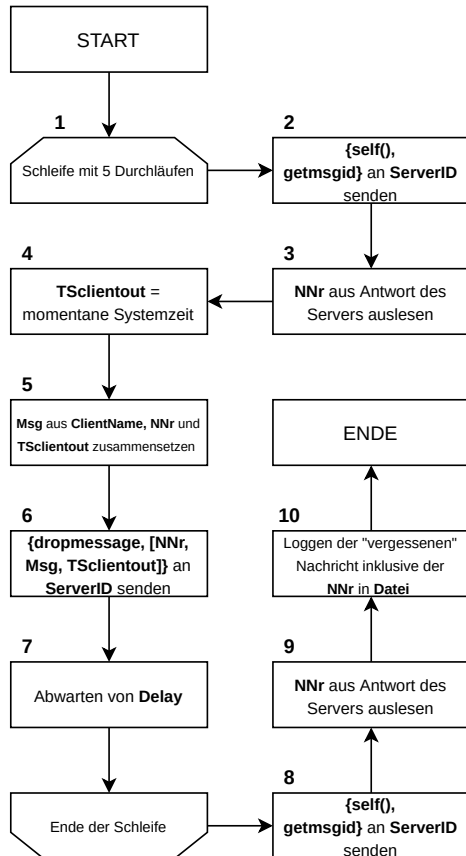 START
1
Schleife mit 5 Durchläufen
2
{self(),
getmsgid} an ServerID
senden
3
NNr aus Antwort des
Servers auslesen
4
TSclientout =
momentane Systemzeit
5
Msg aus ClientName, NNr und
TSclientout zusammensetzen
6
{dropmessage, [NNr,
Msg, TSclientout]} an
ServerID senden
7
Abwarten von Delay
Ende der Schleife
8
{self(),
getmsgid} an ServerID
senden
9
NNr aus Antwort des
Servers auslesen
10
Loggen der "vergessenen"
Nachricht inklusive der
NNr in Datei
ENDE